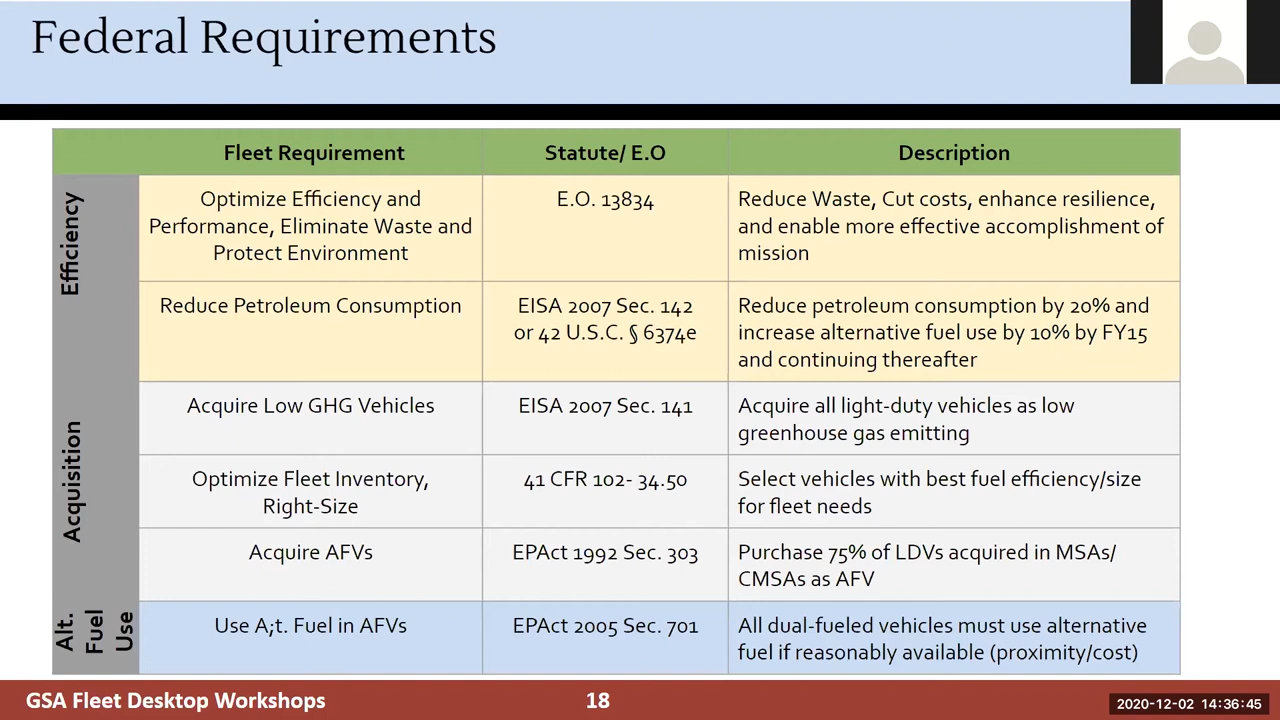 Federal Requirements
Fleet Requirement
Statute/ E.O
Description
Efficiency
Optimize Efficiency and
Performance, Eliminate Waste and
Protect Environment
E.O. 13834
Reduce Waste, Cut costs, enhance resilience,
and enable more effective accomplishment of
mission
Reduce Petroleum Consumption
EISA 2007 Sec. 142
or 42 U.S.C. § 6374e
Reduce petroleum consumption by 20% and
increase alternative fuel use by 10% by FY15
and continuing thereafter
Acquisition
Acquire Low GHG Vehicles
EISA 2007 Sec. 141
Acquire all light-duty vehicles as low
greenhouse gas emitting
Optimize Fleet Inventory,
Right-Size
41 CFR 102- 34.50
Select vehicles with best fuel efficiency/size
for fleet needs
Acquire AFVs
EPAct 1992 Sec. 303
Purchase 75% of LDVs acquired in MSAs/
CMSAs as AFV
Alt.
Fuel
Use
Use A;t. Fuel in AFVs
EPAct 2005 Sec. 701
All dual-fueled vehicles must use alternative
fuel if reasonably available (proximity/cost)
GSA Fleet Desktop Workshops
18
2020-12-02 14:36:45